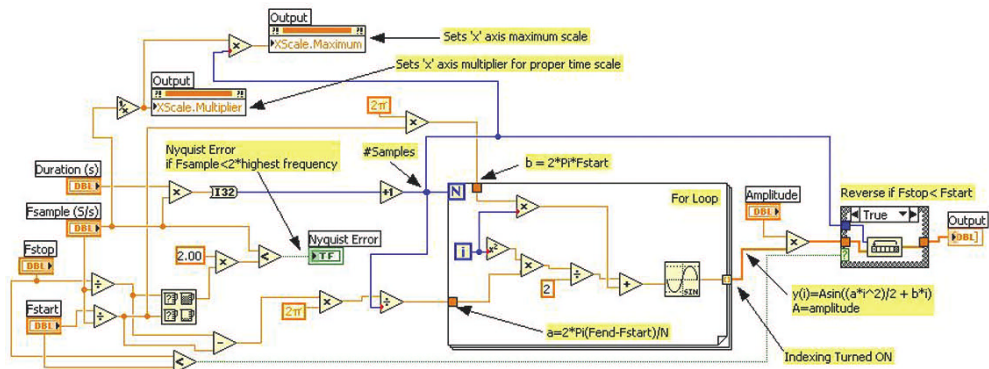 Output
XScale.Maximum
Sets 'x' axis maximum scale
Sets 'x' axis multiplier for proper time scale
Output
XScale.Multiplier
2π
Nyquist Error
if Fsample<2*highest frequency
#Samples
b = 2*Pi*Fstart
Duration (s)
DBL
I32
+1
N
For Loop
Amplitude
DBL
Reverse if Fstop< Fstart
True
Output
DBL
Fsample (S/s)
DBL
Nyquist Error
TF
2.00
Fstop
DBL
i
x²
2
SIN
?
Fstart
DBL
2π
y(i)=Asin((a*i^2)/2 + b*i)
A=amplitude
a=2*Pi(Fend-Fstart)/N
Indexing Turned ON